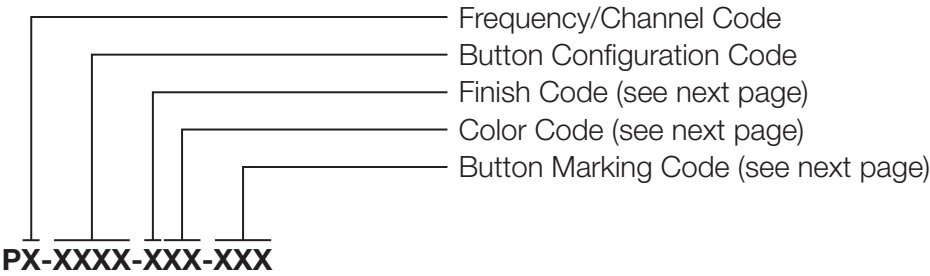 Frequency/Channel Code
Button Configuration Code
Finish Code (see next page)
Color Code (see next page)
Button Marking Code (see next page)
PX-XXXX-XXX-XXX